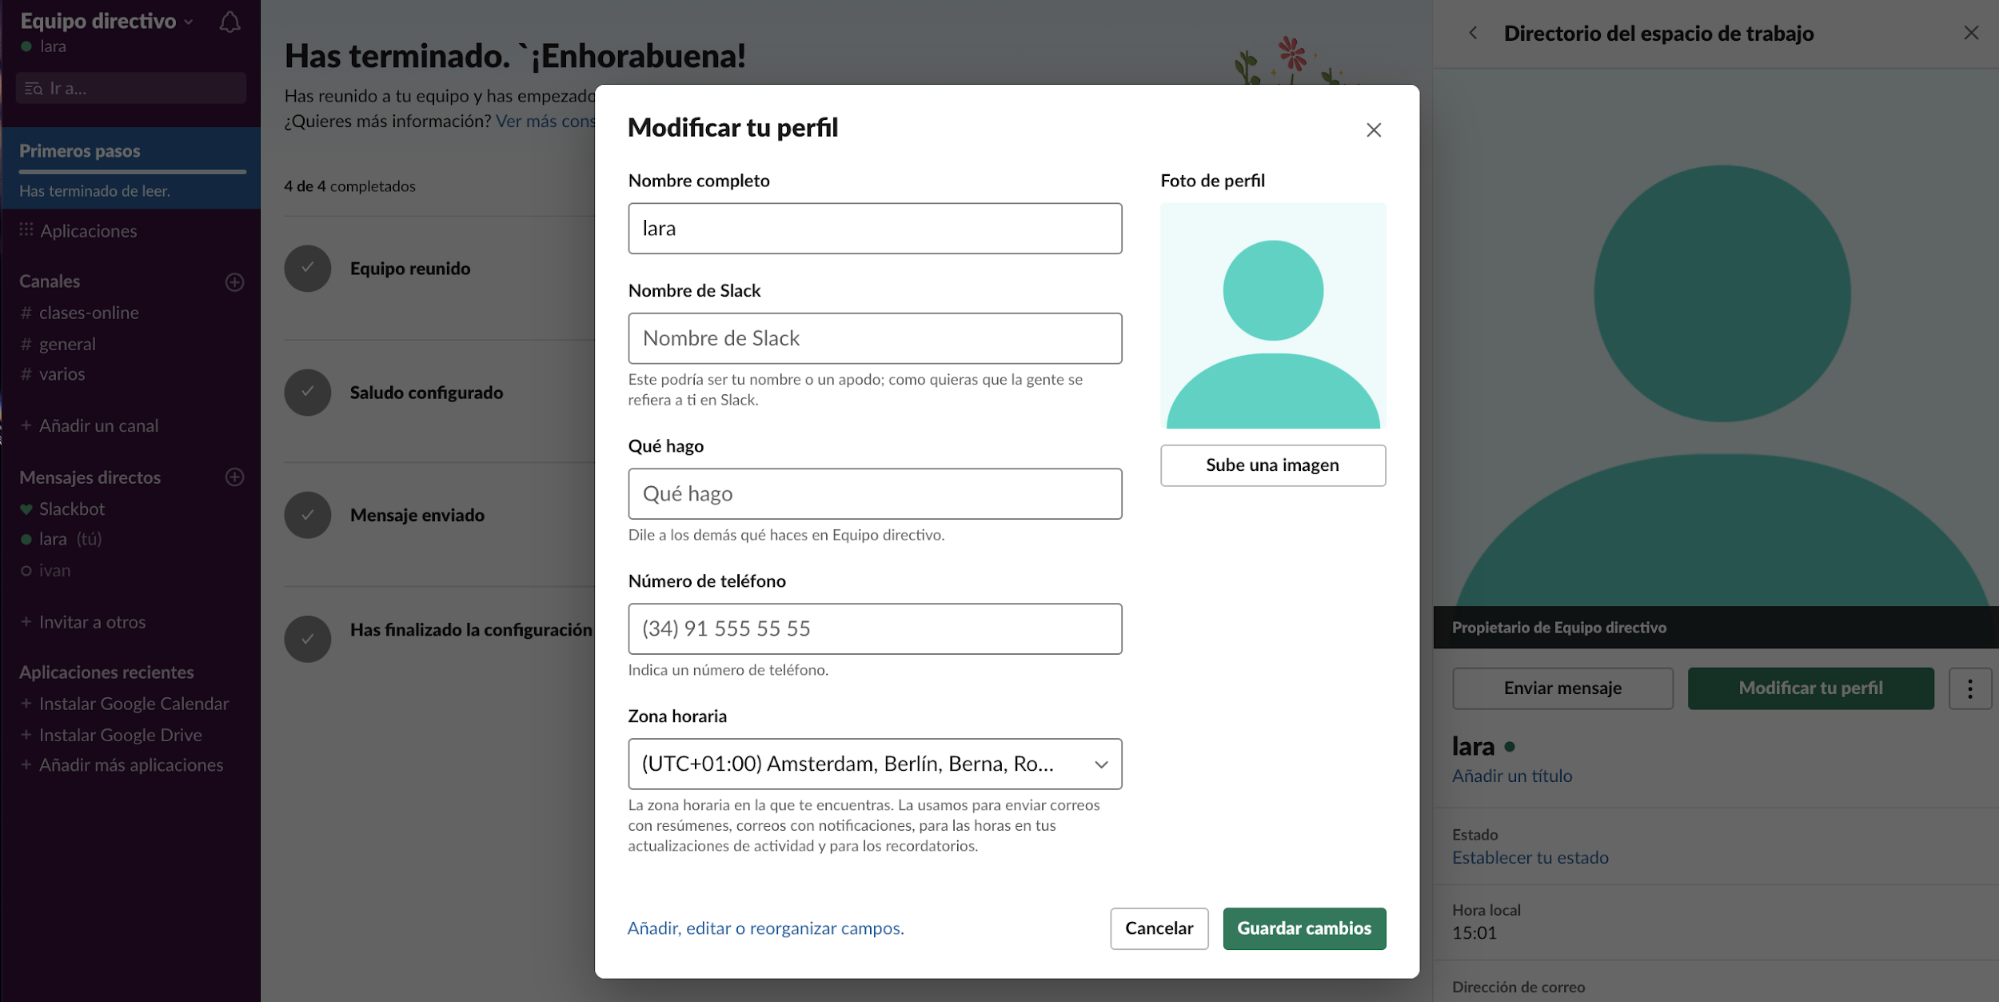 Equipo directivo
lara
Ir a...
Primeros pasos
Has terminado de leer.
Aplicaciones
Canales
# clases-online
# general
# varios
+ Añadir un canal
Mensajes directos
Slackbot
lara (tú)
ivan
+ Invitar a otros
Aplicaciones recientes
+ Instalar Google Calendar
+ Instalar Google Drive
+ Añadir más aplicaciones
Has terminado. `¡Enhorabuena!
Has reunido a tu equipo y has empezado
¿Quieres más información? Ver más cons
4 de 4 completados
Equipo reunido
Saludo configurado
Mensaje enviado
Has finalizado la configuración
Modificar tu perfil
Nombre completo
lara
Nombre de Slack
Nombre de Slack
Este podría ser tu nombre o un apodo; como quieras que la gente se
refiera a ti en Slack.
Qué hago
Qué hago
Dile a los demás qué haces en Equipo directivo.
Número de teléfono
(34) 91 555 55 55
Indica un número de teléfono.
Zona horaria
(UTC+01:00) Amsterdam, Berlín, Berna, Ro...
La zona horaria en la que te encuentras. La usamos para enviar correos
con resúmenes, correos con notificaciones, para las horas en tus
actualizaciones de actividad y para los recordatorios.
Foto de perfil
Sube una imagen
Añadir, editar o reorganizar campos.
Cancelar
Guardar cambios
Directorio del espacio de trabajo
Propietario de Equipo directivo
Enviar mensaje
Modificar tu perfil
lara
Añadir un título
Estado
Establecer tu estado
Hora local
15:01
Dirección de correo